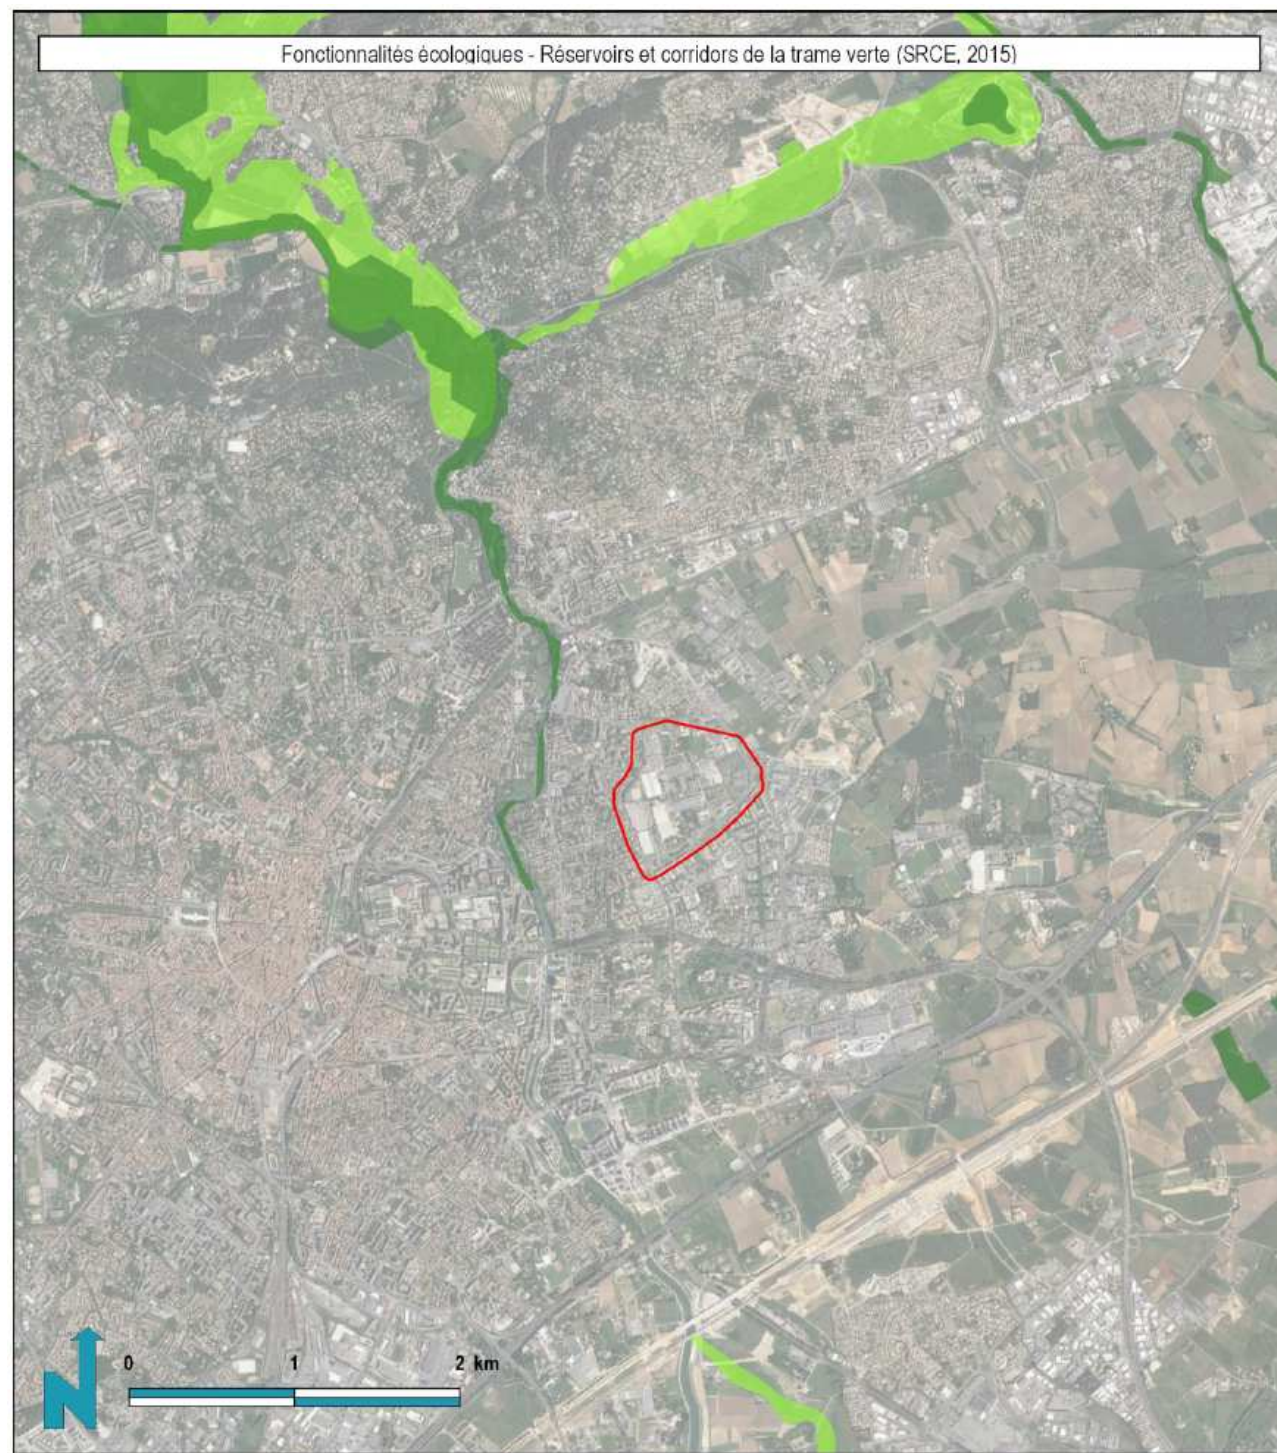 Fonctionnalités écologiques - Réservoirs et corridors de la trame verte (SRCE, 2015)
N
0 1 2 km